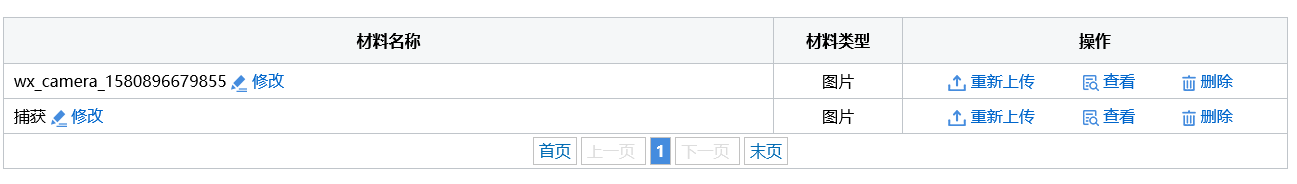 材料名称 材料类型 操作
wx_camera_1580896679855 修改 图片 重新上传 查看 删除
捕获 修改 图片 重新上传 查看 删除
首页 上一页 1 下一页 末页